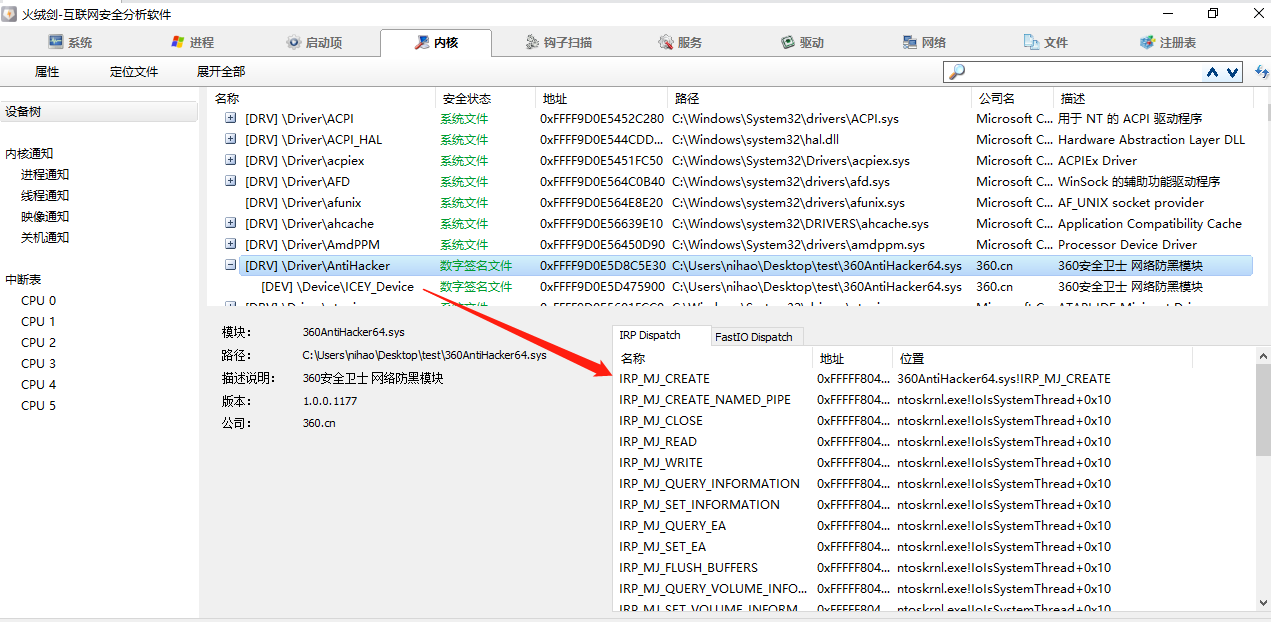 火绒剑-互联网安全分析软件
系统 进程 启动项 内核 钩子扫描 服务 驱动 网络 文件 注册表
属性 定位文件 展开全部
设备树
内核通知
进程通知
线程通知
映像通知
关机通知
中断表
CPU 0
CPU 1
CPU 2
CPU 3
CPU 4
CPU 5
名称 安全状态 地址 路径 公司名 描述
[DRV] \Driver\ACPI 系统文件 0xFFFF9D0E5452C280 C:\Windows\System32\drivers\ACPI.sys Microsoft C... 用于 NT 的 ACPI 驱动程序
[DRV] \Driver\ACPI_HAL 系统文件 0xFFFF9D0E544CDD... C:\Windows\system32\hal.dll Microsoft C... Hardware Abstraction Layer DLL
[DRV] \Driver\acpiex 系统文件 0xFFFF9D0E5451FC50 C:\Windows\System32\Drivers\acpiex.sys Microsoft C... ACPIEx Driver
[DRV] \Driver\AFD 系统文件 0xFFFF9D0E564C0B40 C:\Windows\system32\drivers\afd.sys Microsoft C... WinSock 的辅助功能驱动程序
[DRV] \Driver\afunix 系统文件 0xFFFF9D0E564E8E20 C:\Windows\system32\drivers\afunix.sys Microsoft C... AF_UNIX socket provider
[DRV] \Driver\ahcache 系统文件 0xFFFF9D0E56639E10 C:\Windows\system32\DRIVERS\ahcache.sys Microsoft C... Application Compatibility Cache
[DRV] \Driver\AmdPPM 系统文件 0xFFFF9D0E56450D90 C:\Windows\System32\drivers\amdppm.sys Microsoft C... Processor Device Driver
[DRV] \Driver\AntiHacker 数字签名文件 0xFFFF9D0E5D8C5E30 C:\Users\nihao\Desktop\test\360AntiHacker64.sys 360.cn 360安全卫士 网络防黑模块
[DEV] \Device\ICEY_Device 数字签名文件 0xFFFF9D0E5D475900 C:\Users\nihao\Desktop\test\360AntiHacker64.sys 360.cn 360安全卫士 网络防黑模块
模块: 360AntiHacker64.sys
路径: C:\Users\nihao\Desktop\test\360AntiHacker64.sys
描述说明: 360安全卫士 网络防黑模块
版本: 1.0.0.1177
公司: 360.cn
IRP Dispatch FastIO Dispatch
名称 地址 位置
IRP_MJ_CREATE 0xFFFFF804... 360AntiHacker64.sys!IRP_MJ_CREATE
IRP_MJ_CREATE_NAMED_PIPE 0xFFFFF804... ntoskrnl.exe!IoIsSystemThread+0x10
IRP_MJ_CLOSE 0xFFFFF804... ntoskrnl.exe!IoIsSystemThread+0x10
IRP_MJ_READ 0xFFFFF804... ntoskrnl.exe!IoIsSystemThread+0x10
IRP_MJ_WRITE 0xFFFFF804... ntoskrnl.exe!IoIsSystemThread+0x10
IRP_MJ_QUERY_INFORMATION 0xFFFFF804... ntoskrnl.exe!IoIsSystemThread+0x10
IRP_MJ_SET_INFORMATION 0xFFFFF804... ntoskrnl.exe!IoIsSystemThread+0x10
IRP_MJ_QUERY_EA 0xFFFFF804... ntoskrnl.exe!IoIsSystemThread+0x10
IRP_MJ_SET_EA 0xFFFFF804... ntoskrnl.exe!IoIsSystemThread+0x10
IRP_MJ_FLUSH_BUFFERS 0xFFFFF804... ntoskrnl.exe!IoIsSystemThread+0x10
IRP_MJ_QUERY_VOLUME_INFO... 0xFFFFF804... ntoskrnl.exe!IoIsSystemThread+0x10
IRP_MJ_SET_VOLUME_INFORM... 0xFFFFF804... ntoskrnl.exe!IoIsSystemThread+0x10